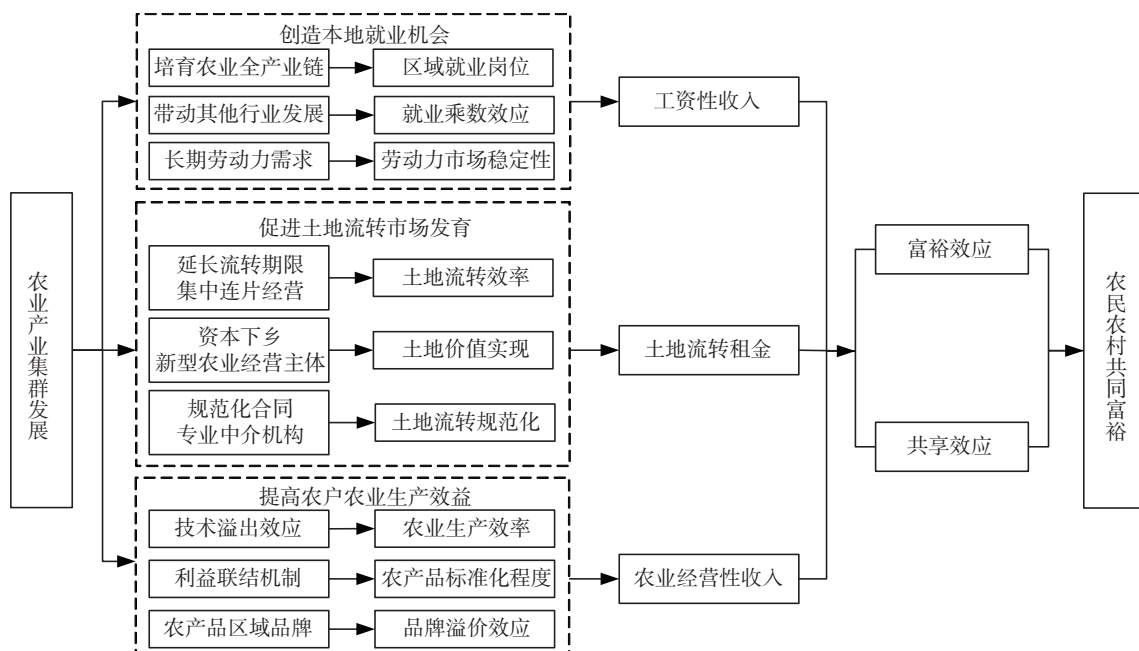 农业产业集群发展
创造本地就业机会
培育农业全产业链
区域就业岗位
带动其他行业发展
就业乘数效应
长期劳动力需求
劳动力市场稳定性
促进土地流转市场发育
延长流转期限
集中连片经营
土地流转效率
资本下乡
新型农业经营主体
土地价值实现
规范化合同
专业中介机构
土地流转规范化
提高农户农业生产效益
技术溢出效应
农业生产效率
利益联结机制
农产品标准化程度
农产品区域品牌
品牌溢价效应
工资性收入
土地流转租金
农业经营性收入
富裕效应
共享效应
农民农村共同富裕